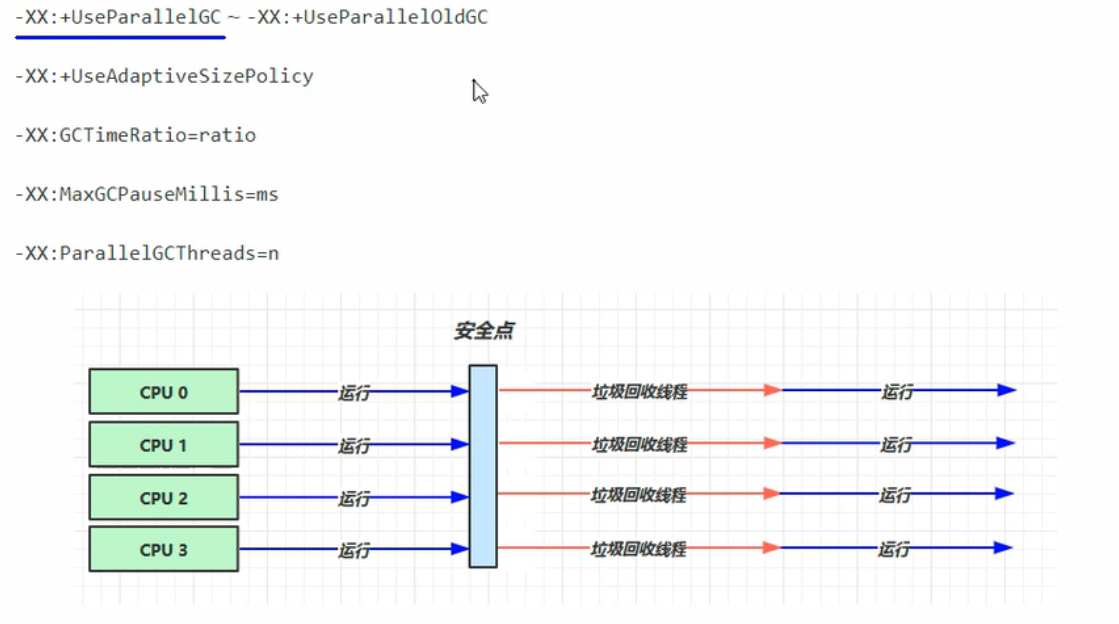 -XX:+UseParallelGC ~ -XX:+UseParallelOldGC
-XX:+UseAdaptiveSizePolicy
-XX:GCTimeRatio=ratio
-XX:MaxGCPauseMillis=ms
-XX:ParallelGCThreads=n
安全点
CPU 0 运行 垃圾回收线程 运行
CPU 1 运行 垃圾回收线程 运行
CPU 2 运行 垃圾回收线程 运行
CPU 3 运行 垃圾回收线程 运行